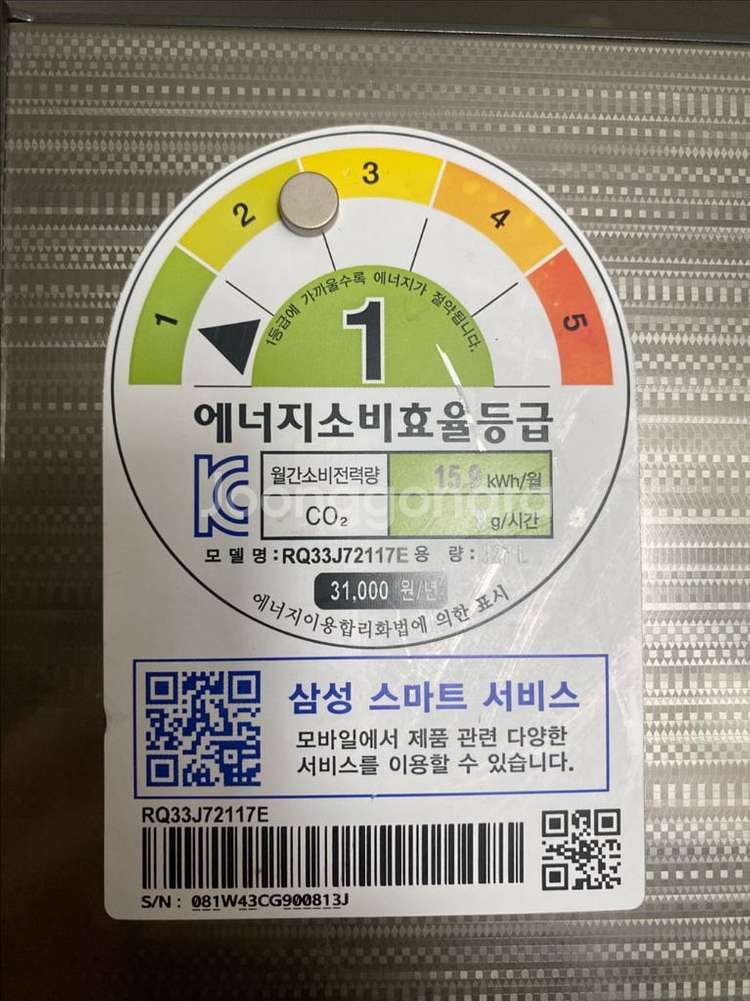 1 2 3 4 5
1등급에 가까울수록 에너지가 절약됩니다.
1
에너지소비효율등급
월간소비전력량 15.9 kWh/월
CO₂ g/시간
모델명:RQ33J72117E 용 량: L
31,000 원/년
에너지이용합리화법에 의한 표시
삼성 스마트 서비스
모바일에서 제품 관련 다양한
서비스를 이용할 수 있습니다.
RQ33J72117E
S/N : 081W43CG900813J
Joonggonara